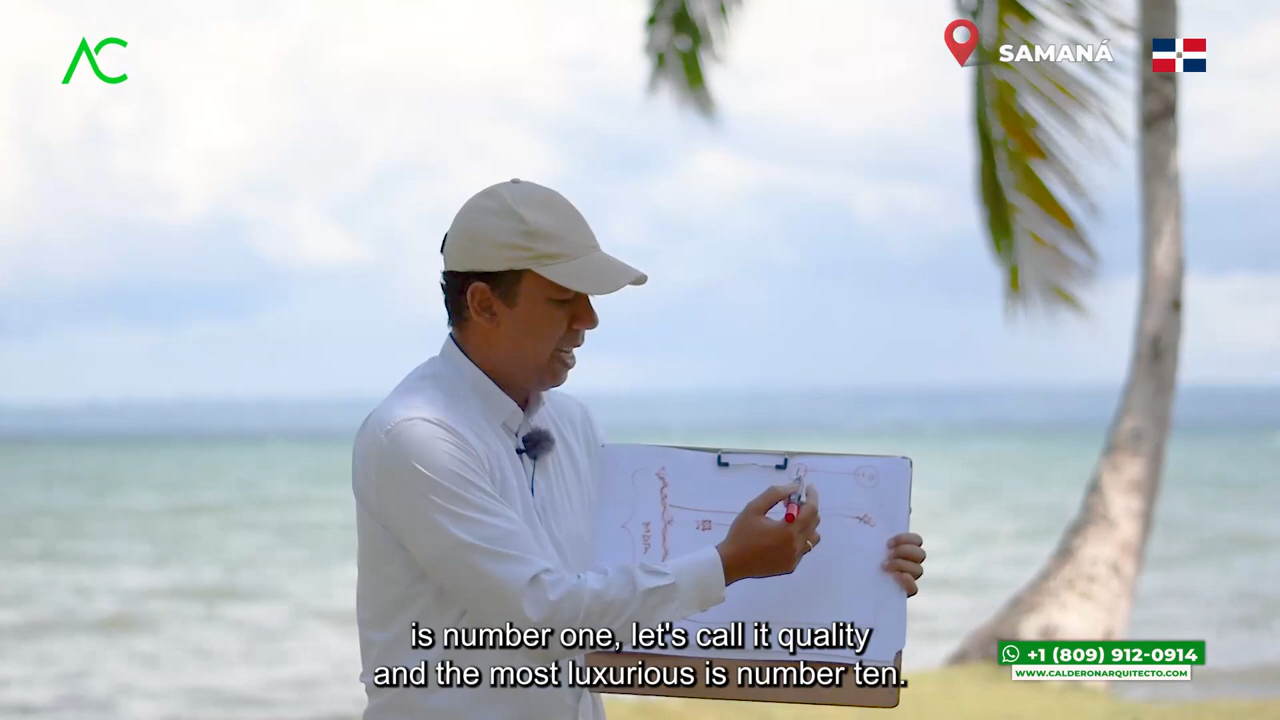 AC
SAMANÁ
is number one, let's call it quality
and the most luxurious is number ten.
+1 (809) 912-0914
WWW.CALDERONARQUITECTO.COM